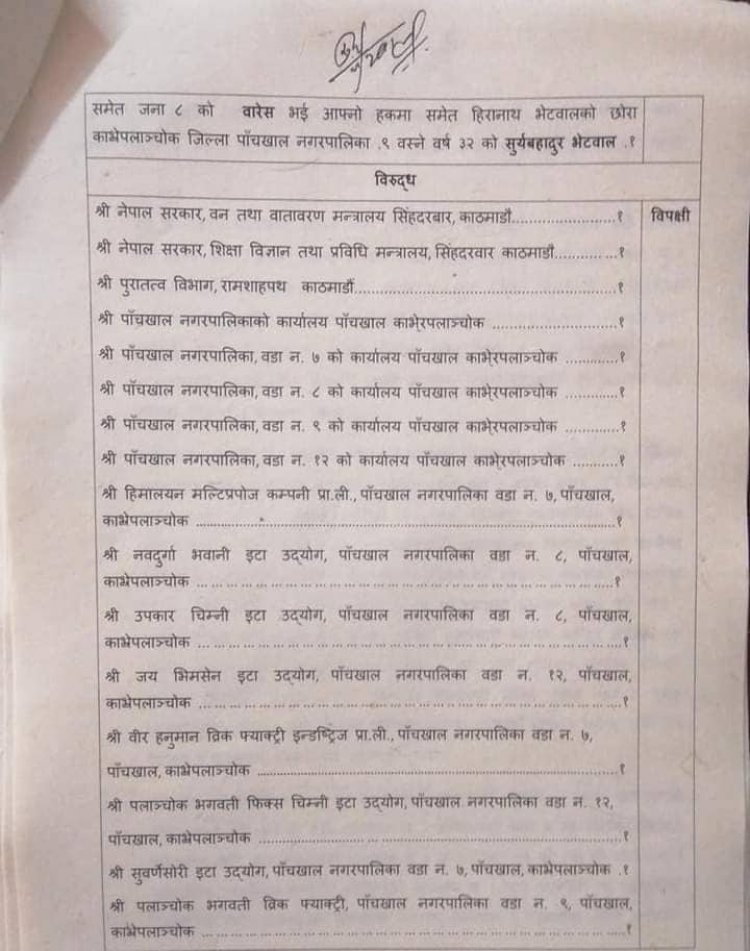 समेत जना ८ को वारेस भई आफ्नो हकमा समेत हिरानाथ भेटवालको छोरा
काभ्रेपलाञ्चोक जिल्ला पाँचखाल नगरपालिका .९ वस्ने वर्ष ३२ को सुर्यबहादुर भेटवाल .१
विरुद्ध
श्री नेपाल सरकार, वन तथा वातावरण मन्त्रालय सिंहदरबार, काठमाडौ.....................१
विपक्षी
श्री नेपाल सरकार, शिक्षा विज्ञान तथा प्रविधि मन्त्रालय, सिंहदरवार काठमाडौ.............१
श्री पुरातत्व विभाग, रामशाहपथ काठमाडौं....................................................१
श्री पाँचखाल नगरपालिकाको कार्यालय पाँचखाल काभ्रेपलाञ्चोक .........................१
श्री पाँचखाल नगरपालिका, वडा न. ७ को कार्यालय पाँचखाल काभ्रेपलाञ्चोक ............१
श्री पाँचखाल नगरपालिका, वडा न. ८ को कार्यालय पाँचखाल काभ्रेपलाञ्चोक ............१
श्री पाँचखाल नगरपालिका, वडा न. ९ को कार्यालय पाँचखाल काभ्रेपलाञ्चोक ............१
श्री पाँचखाल नगरपालिका, वडा न. १२ को कार्यालय पाँचखाल काभ्रेपलाञ्चोक ..........१
श्री हिमालयन मल्टिप्रपोज कम्पनी प्रा.ली., पाँचखाल नगरपालिका वडा न. ७, पाँचखाल,
काभ्रेपलाञ्चोक ....................................................................................१
श्री नवदुर्गा भवानी इटा उद्योग, पाँचखाल नगरपालिका वडा न. ८, पाँचखाल,
काभ्रेपलाञ्चोक ... ... ... ... ... ... ... ... ... ... ... ... ... ... ... ... ... ... ... ... ... ... ... ... ....१
श्री उपकार चिम्नी इटा उद्योग, पाँचखाल नगरपालिका वडा न. ८, पाँचखाल,
काभ्रेपलाञ्चोक ... ... ... ... ... ... ... ... ... ... ... ... ... ... ... ... ... ... ... ... ... ... ... ... ....१
श्री जय भिमसेन इटा उद्योग, पाँचखाल नगरपालिका वडा न. १२, पाँचखाल,
काभ्रेपलाञ्चोक ... ... ... ... ... ... ... ... ... ... ... ... ... ... ... ... ... ... ... ... ... ... ... ... ....१
श्री वीर हनुमान व्रिक फ्याक्ट्री इन्डष्ट्रिज प्रा.ली., पाँचखाल नगरपालिका वडा न. ७,
पाँचखाल, काभ्रेपलाञ्चोक .......................................................................१
श्री पलाञ्चोक भगवती फिक्स चिम्नी इटा उद्योग, पाँचखाल नगरपालिका वडा न. १२,
पाँचखाल, काभ्रेपलाञ्चोक .......................................................................१
श्री सुवर्णेसोरी इटा उद्योग, पाँचखाल नगरपालिका वडा न. ७, पाँचखाल, काभ्रेपलाञ्चोक .१
श्री पलाञ्चोक भगवती व्रिक फ्याक्ट्री, पाँचखाल नगरपालिका वडा न. ९, पाँचखाल,
काभ्रेपलाञ्चोक ... ... ... ... ... ... ... ... ... ... ... ... ... ... ... ... ... ... ... ... ... ... ... ... ....१